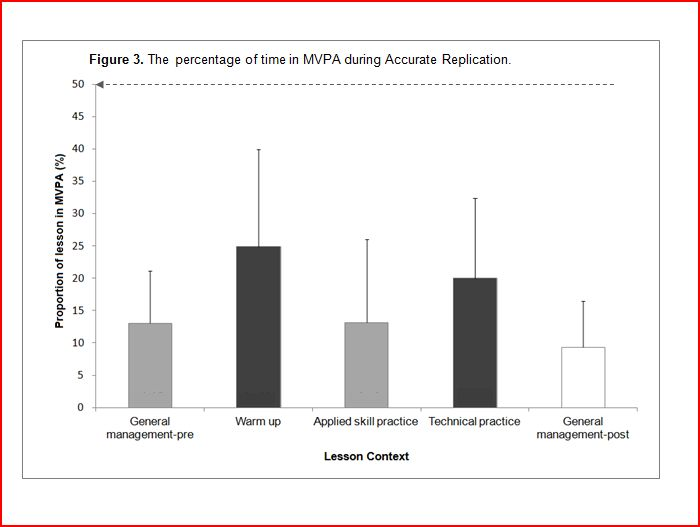 Figure 3. The percentage of time in MVPA during Accurate Replication.
50
40
35
30
25
20
15
10
5
0
Proportion of lesson in MVPA (%)
General
management-pre
Warm up
Applied skill practice
Technical practice
General
management-post
Lesson Context